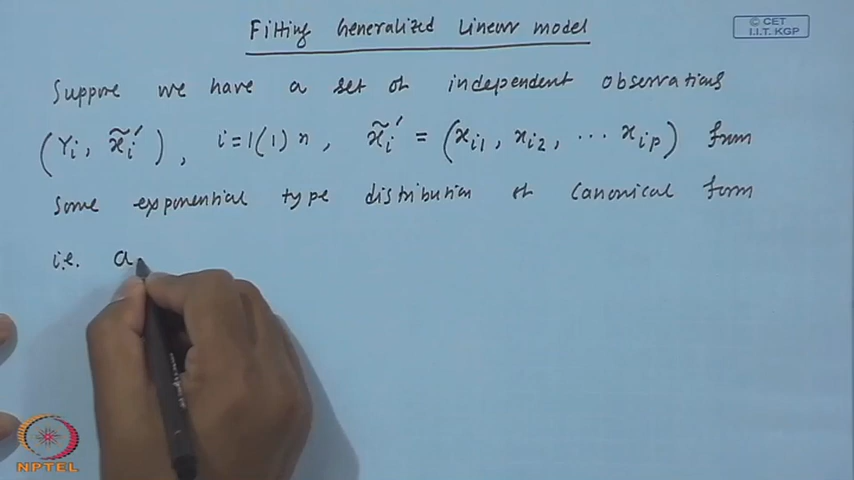 Fitting Generalized Linear model
© CET
I.I.T. KGP
Suppose we have a set of independent observations
(Yi, x̃i′), i=1(1)n, x̃i′ = (xi1, xi2, ... xip) from
some exponential type distribution of canonical form
i.e. a
NPTEL